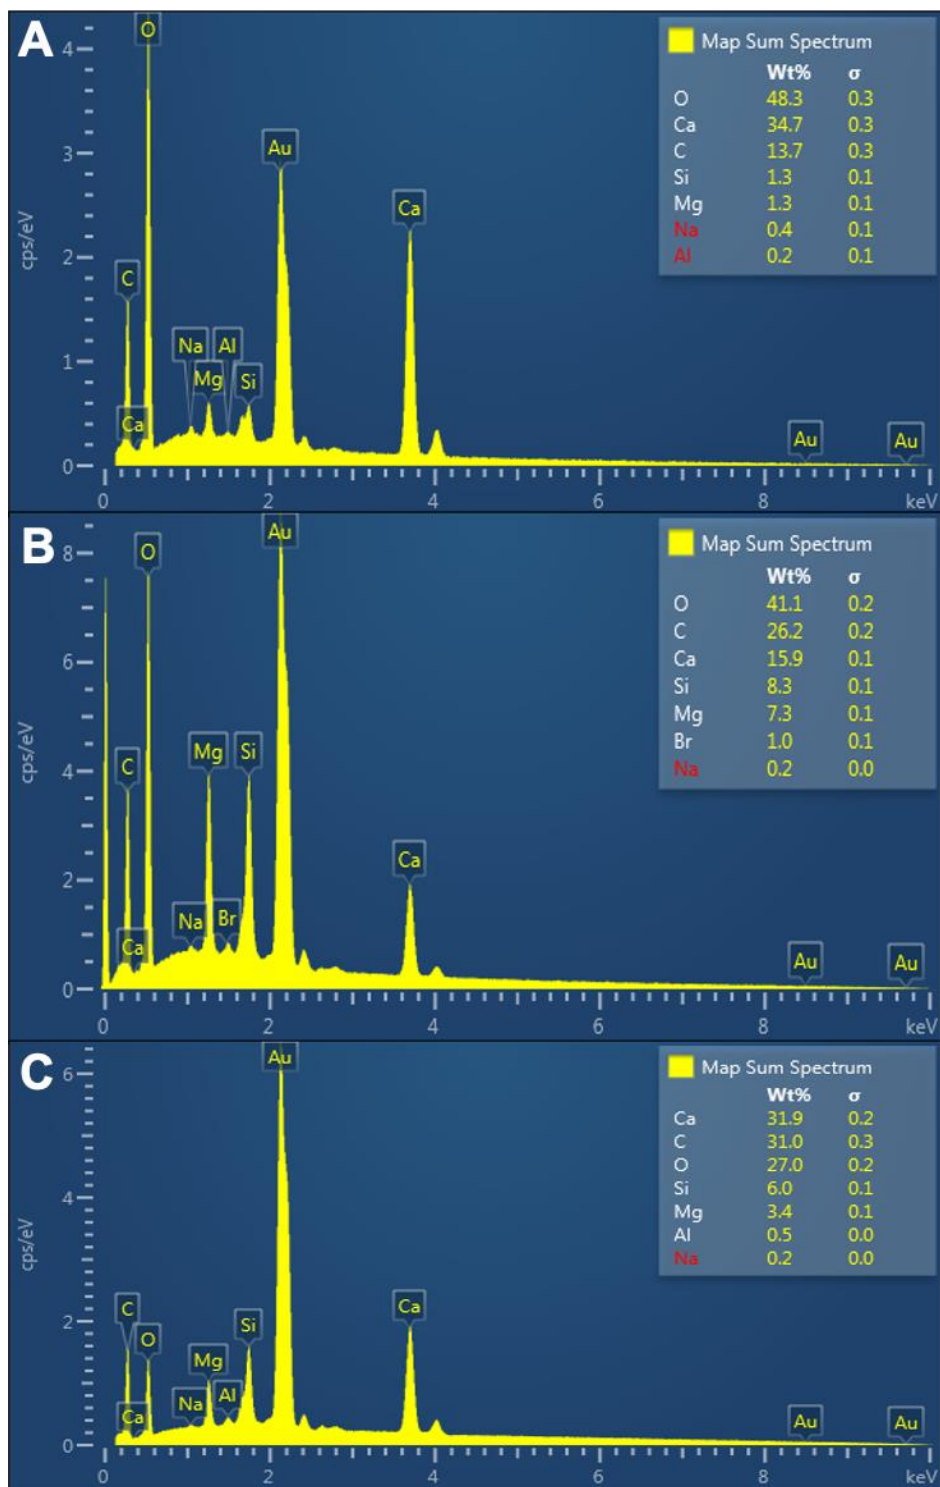 A
Map Sum Spectrum
Wt% σ
O 48.3 0.3
Ca 34.7 0.3
C 13.7 0.3
Si 1.3 0.1
Mg 1.3 0.1
Na 0.4 0.1
Al 0.2 0.1
cps/eV
4
3
2
1
0
O
Au
Ca
C
Na Al
Mg Si
Ca
Au Au
0 2 4 6 8 keV
B
Map Sum Spectrum
Wt% σ
O 41.1 0.2
C 26.2 0.2
Ca 15.9 0.1
Si 8.3 0.1
Mg 7.3 0.1
Br 1.0 0.1
Na 0.2 0.0
cps/eV
8
6
4
2
0
Au
O
Mg Si
C
Ca
Na Br
Ca
Au Au
0 2 4 6 8 keV
C
Map Sum Spectrum
Wt% σ
Ca 31.9 0.2
C 31.0 0.3
O 27.0 0.2
Si 6.0 0.1
Mg 3.4 0.1
Al 0.5 0.0
Na 0.2 0.0
cps/eV
6
4
2
0
Au
C
Ca
Si
O
Mg
Na Al
Ca
Au Au
0 2 4 6 8 keV